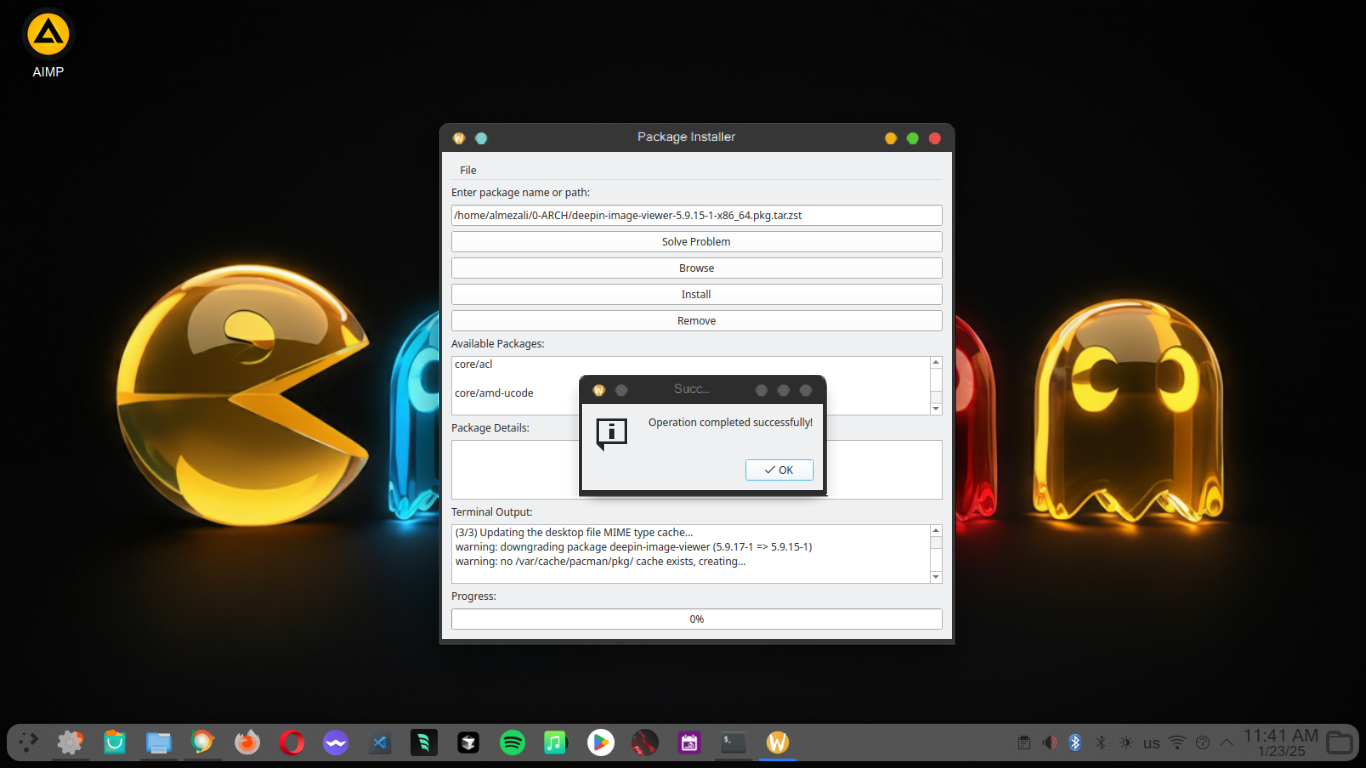 AIMP
Package Installer
File
Enter package name or path:
/home/almezali/0-ARCH/deepin-image-viewer-5.9.15-1-x86_64.pkg.tar.zst
Solve Problem
Browse
Install
Remove
Available Packages:
core/acl
core/amd-ucode
Succ...
Operation completed successfully!
OK
Package Details:
Terminal Output:
(3/3) Updating the desktop file MIME type cache...
warning: downgrading package deepin-image-viewer (5.9.17-1 => 5.9.15-1)
warning: no /var/cache/pacman/pkg/ cache exists, creating...
Progress:
0%
us
11:41 AM
1/23/25